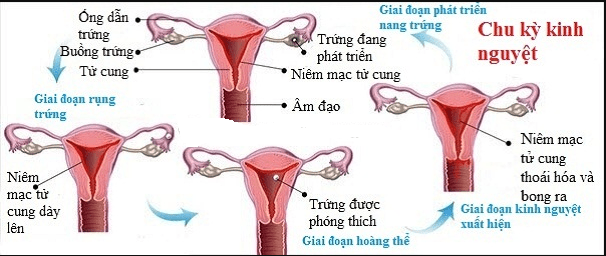 Ống dẫn
trứng
Buồng trứng
Tử cung
Giai đoạn phát triển
nang trứng
Chu kỳ kinh
nguyệt
Trứng đang
phát triển
Niêm mạc tử cung
Âm đạo
Giai đoạn rụng
trứng
Niêm
mạc tử
cung dày
lên
Trứng được
phóng thích
Giai đoạn hoàng thể
Niêm mạc
tử cung
thoái hóa và
bong ra
Giai đoạn kinh nguyệt
xuất hiện